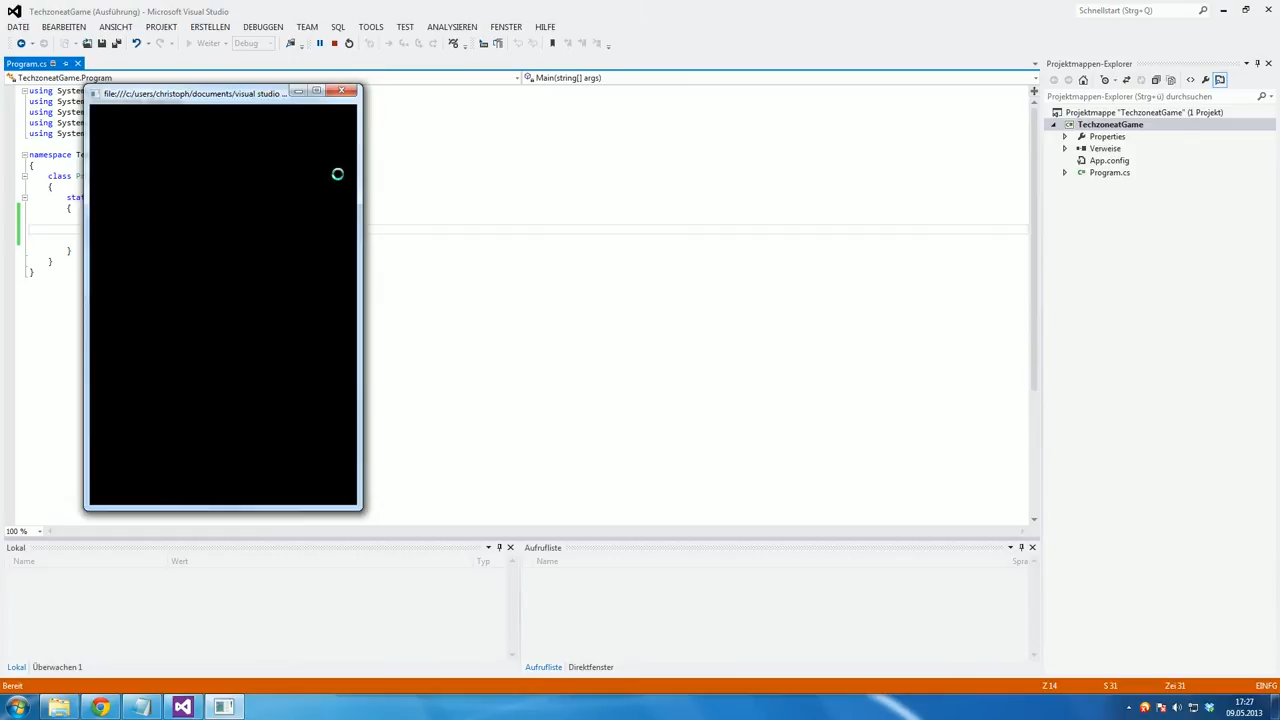 TechzoneatGame (Ausführung) - Microsoft Visual Studio
Schnellstart (Strg+Q)
DATEI BEARBEITEN ANSICHT PROJEKT ERSTELLEN DEBUGGEN TEAM SQL TOOLS TEST ANALYSIEREN FENSTER HILFE
Weiter Debug
Program.cs
TechzoneatGame.Program
Main(string[] args)
file:///c:/users/christoph/documents/visual studio ...
using System
using System
using System
using System
using System
namespace Te
{
class P
{
stat
{
}
}
}
100 %
Projektmappen-Explorer
Projektmappen-Explorer (Strg+ü) durchsuchen
Projektmappe "TechzoneatGame" (1 Projekt)
TechzoneatGame
Properties
Verweise
App.config
Program.cs
Lokal
Name Wert Typ
Lokal Überwachen 1
Aufrufliste
Name Spra
Aufrufliste Direktfenster
Bereit
Z 14 S 31 Zei 31 EINFG
17:27
09.05.2013